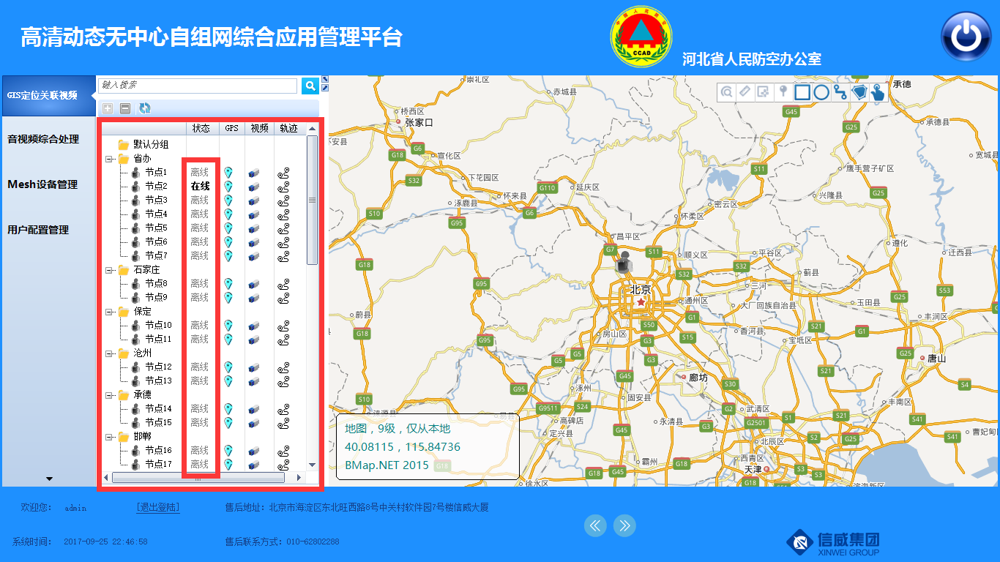 高清动态无中心自组网综合应用管理平台
中国人民防空
CCAD
河北省人民防空办公室
GIS定位关联视频
音视频综合处理
Mesh设备管理
用户配置管理
键入搜索
状态 GPS 视频 轨迹
默认分组
省办
节点1 离线
节点2 在线
节点3 离线
节点4 离线
节点5 离线
节点6 离线
节点7 离线
石家庄
节点8 离线
节点9 离线
保定
节点10 离线
节点11 离线
沧州
节点12 离线
节点13 离线
承德
节点14 离线
节点15 离线
邯郸
节点16 离线
节点17 离线
崇礼区
赤城县
承德
桥西区
张家口
G45
G25
承德县
怀安县
G6
G18
宣化区
宽城县
S11
鹰手营子矿区
S32
下花园区
G110
延庆区
怀来县
兴隆县
G25
涿鹿县
密云区
S10
G95
G6
怀柔区
昌平区
G7
S11
顺义区
平谷区
遵化
迁西县
G18
S32
S32
蓟县
G95
三河
北京
通州区
大厂回族自治县
G25
S53
玉田县
蔚县
G1
丰润区
S50
S21
G18
房山区
香河县
G1
G95
G3
S15
宝坻区
G5
G5
G3
G25
唐山
G45
廊坊
S21
S30
S4
G95
涿州
固安县
S10
G9511
S24
G2
武清区
丰南区
涞源县
易县
高碑店
永清县
G3
S1
S21
S41
G2501
定兴县
G45
S2
G25
S41
曹妃甸区
北辰区
西青区
霸州
G18
天津
S3
S3
G18
G18
G45
G18
徐水区
滨海新区
地图，9级，仅从本地
40.08115，115.84736
BMap.NET 2015
欢迎您： admin [退出登陆] 售后地址：北京市海淀区东北旺西路8号中关村软件园7号楼信威大厦
系统时间： 2017-09-25 22:46:58 售后联系方式：010-62802288
信威集团
XINWEI GROUP